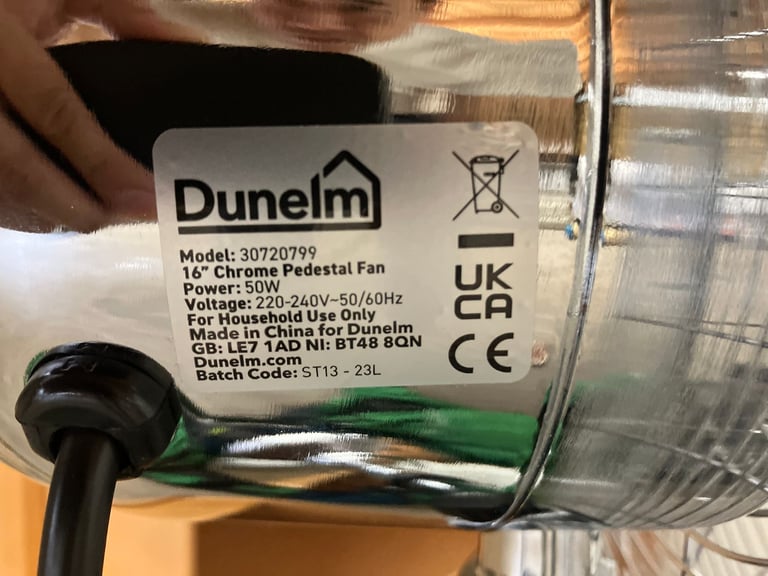 Dunelm
Model: 30720799
16” Chrome Pedestal Fan
Power: 50W
Voltage: 220-240V~50/60Hz
For Household Use Only
Made in China for Dunelm
GB: LE7 1AD NI: BT48 8QN
Dunelm.com
Batch Code: ST13 - 23L
UK
CA
CE